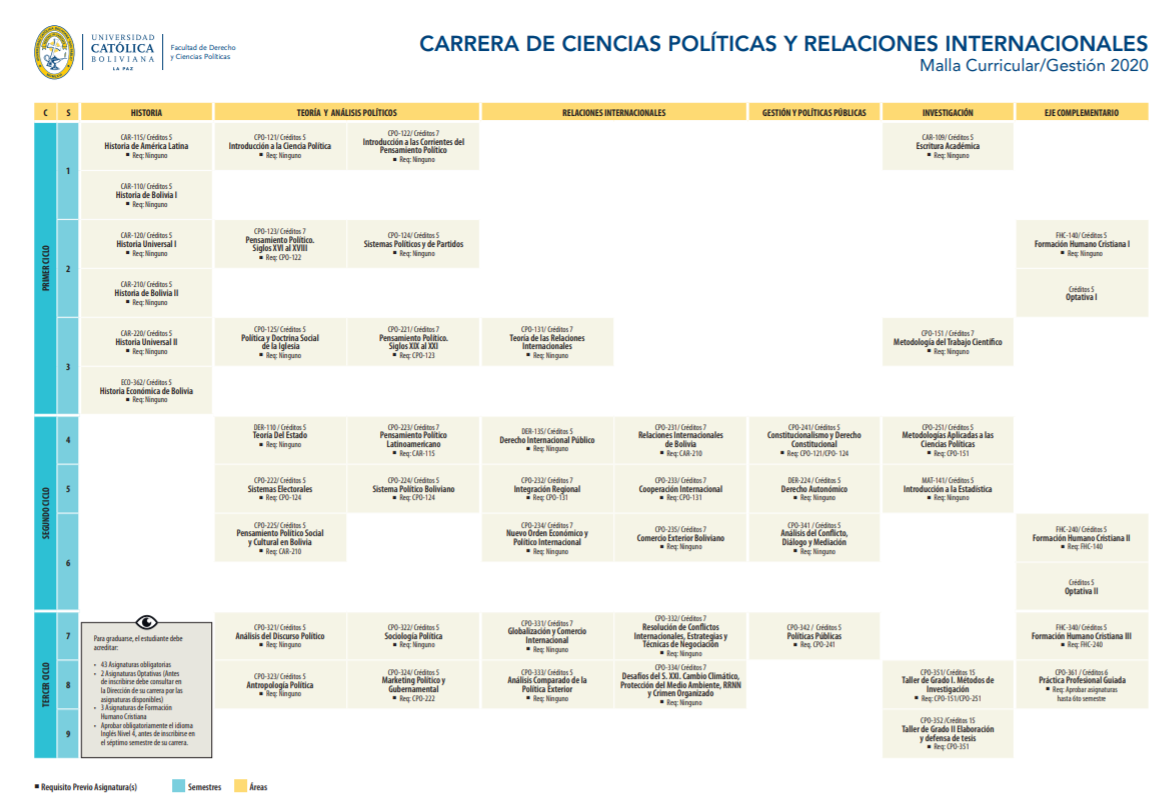 UNIVERSIDAD
CATÓLICA
BOLIVIANA
LA PAZ
Facultad de Derecho
y Ciencias Políticas
CARRERA DE CIENCIAS POLÍTICAS Y RELACIONES INTERNACIONALES
Malla Curricular/Gestión 2020
C S HISTORIA TEORÍA Y ANÁLISIS POLÍTICOS RELACIONES INTERNACIONALES GESTIÓN Y POLÍTICAS PÚBLICAS INVESTIGACIÓN EJE COMPLEMENTARIO
PRIMER CICLO
1
CAR-115/ Créditos 5
Historia de América Latina
▪ Req: Ninguno
CPO-121/ Créditos 5
Introducción a la Ciencia Política
▪ Req: Ninguno
CPO-122/ Créditos 7
Introducción a las Corrientes del
Pensamiento Político
▪ Req: Ninguno
CAR-109/ Créditos 5
Escritura Académica
▪ Req: Ninguno
CAR-110/ Créditos 5
Historia de Bolivia I
▪ Req: Ninguno
2
CAR-120/ Créditos 5
Historia Universal I
▪ Req: Ninguno
CPO-123/ Créditos 7
Pensamiento Político.
Siglos XVI al XVIII
▪ Req: CPO-122
CPO-124/ Créditos 5
Sistemas Políticos y de Partidos
▪ Req: Ninguno
FHC-140/ Créditos 5
Formación Humano Cristiana I
▪ Req: Ninguno
CAR-210/ Créditos 5
Historia de Bolivia II
▪ Req: Ninguno
Créditos 5
Optativa I
3
CAR-220/ Créditos 5
Historia Universal II
▪ Req: Ninguno
CPO-125/ Créditos 5
Política y Doctrina Social
de la Iglesia
▪ Req: Ninguno
CPO-221/ Créditos 7
Pensamiento Político.
Siglos XIX al XXI
▪ Req: CPO-123
CPO-131/ Créditos 7
Teoría de las Relaciones
Internacionales
▪ Req: Ninguno
CPO-151 / Créditos 7
Metodología del Trabajo Científico
▪ Req: Ninguno
ECO-362/ Créditos 5
Historia Económica de Bolivia
▪ Req: Ninguno
SEGUNDO CICLO
4
DER-110 / Créditos 5
Teoría Del Estado
▪ Req: Ninguno
CPO-223/ Créditos 7
Pensamiento Político
Latinoamericano
▪ Req: CAR-115
DER-135/ Créditos 5
Derecho Internacional Público
▪ Req: Ninguno
CPO-231/ Créditos 7
Relaciones Internacionales
de Bolivia
▪ Req: CAR-210
CPO-241/ Créditos 5
Constitucionalismo y Derecho
Constitucional
▪ Req: CPO-121/CPO- 124
CPO-251/ Créditos 5
Metodologías Aplicadas a las
Ciencias Políticas
▪ Req: CPO-151
5
CPO-222/ Créditos 5
Sistemas Electorales
▪ Req: CPO-124
CPO-224/ Créditos 5
Sistema Político Boliviano
▪ Req: CPO-124
CPO-232/ Créditos 7
Integración Regional
▪ Req: CPO-131
CPO-233/ Créditos 7
Cooperación Internacional
▪ Req: CPO-131
DER-224 / Créditos 5
Derecho Autonómico
▪ Req: Ninguno
MAT-141/ Créditos 5
Introducción a la Estadística
▪ Req: Ninguno
6
CPO-225/ Créditos 5
Pensamiento Político Social
y Cultural en Bolivia
▪ CAR-210
CPO-234/ Créditos 7
Nuevo Orden Económico y
Político Internacional
▪ Req: Ninguno
CPO-235/ Créditos 7
Comercio Exterior Boliviano
▪ Req: Ninguno
CPO-341 / Créditos 5
Análisis del Conflicto,
Diálogo y Mediación
▪ Req: Ninguno
FHC-240/ Créditos 5
Formación Humano Cristiana II
▪ Req: FHC-140
Créditos 5
Optativa II
TERCER CICLO
7
CPO-321/ Créditos 5
Análisis del Discurso Político
▪ Req: Ninguno
CPO-322/ Créditos 5
Sociología Política
▪ Req: Ninguno
CPO-331/ Créditos 7
Globalización y Comercio
Internacional
▪ Req: Ninguno
CPO-332/ Créditos 7
Resolución de Conflictos
Internacionales, Estrategias y
Técnicas de Negociación
▪ Req: Ninguno
CPO-342 / Créditos 5
Políticas Públicas
▪ Req: CPO-241
FHC-340/ Créditos 5
Formación Humano Cristiana III
▪ Req: FHC-240
8
CPO-323/ Créditos 5
Antropología Política
▪ Req: Ninguno
CPO-324/ Créditos 5
Marketing Político y
Gubernamental
▪ Req: CPO-222
CPO-333/ Créditos 5
Análisis Comparado de la
Política Exterior
▪ Req: Ninguno
CPO-334/ Créditos 7
Desafíos del S. XXI. Cambio Climático,
Protección del Medio Ambiente, RRNN
y Crimen Organizado
▪ Req: Ninguno
CPO-351/ Créditos 15
Taller de Grado I. Métodos de
Investigación
▪ Req: CPO-151/CPO-251
CPO-361 / Créditos 6
Práctica Profesional Guiada
▪ Req: Aprobar asignaturas
hasta 6to semestre
9
CPO-352 /Créditos 15
Taller de Grado II Elaboración
y defensa de tesis
▪ Req: CPO-351
Para graduarse, el estudiante debe
acreditar:
• 43 Asignaturas obligatorias
• 2 Asignaturas Optativas (Antes
de inscribirse debe consultar en
la Dirección de su carrera por las
asignaturas disponibles)
• 3 Asignaturas de Formación
Humano Cristiana
• Aprobar obligatoriamente el idioma
Inglés Nivel 4, antes de inscribirse en
el séptimo semestre de su carrera.
▪ Requisito Previo Asignatura(s)
Semestres
Áreas